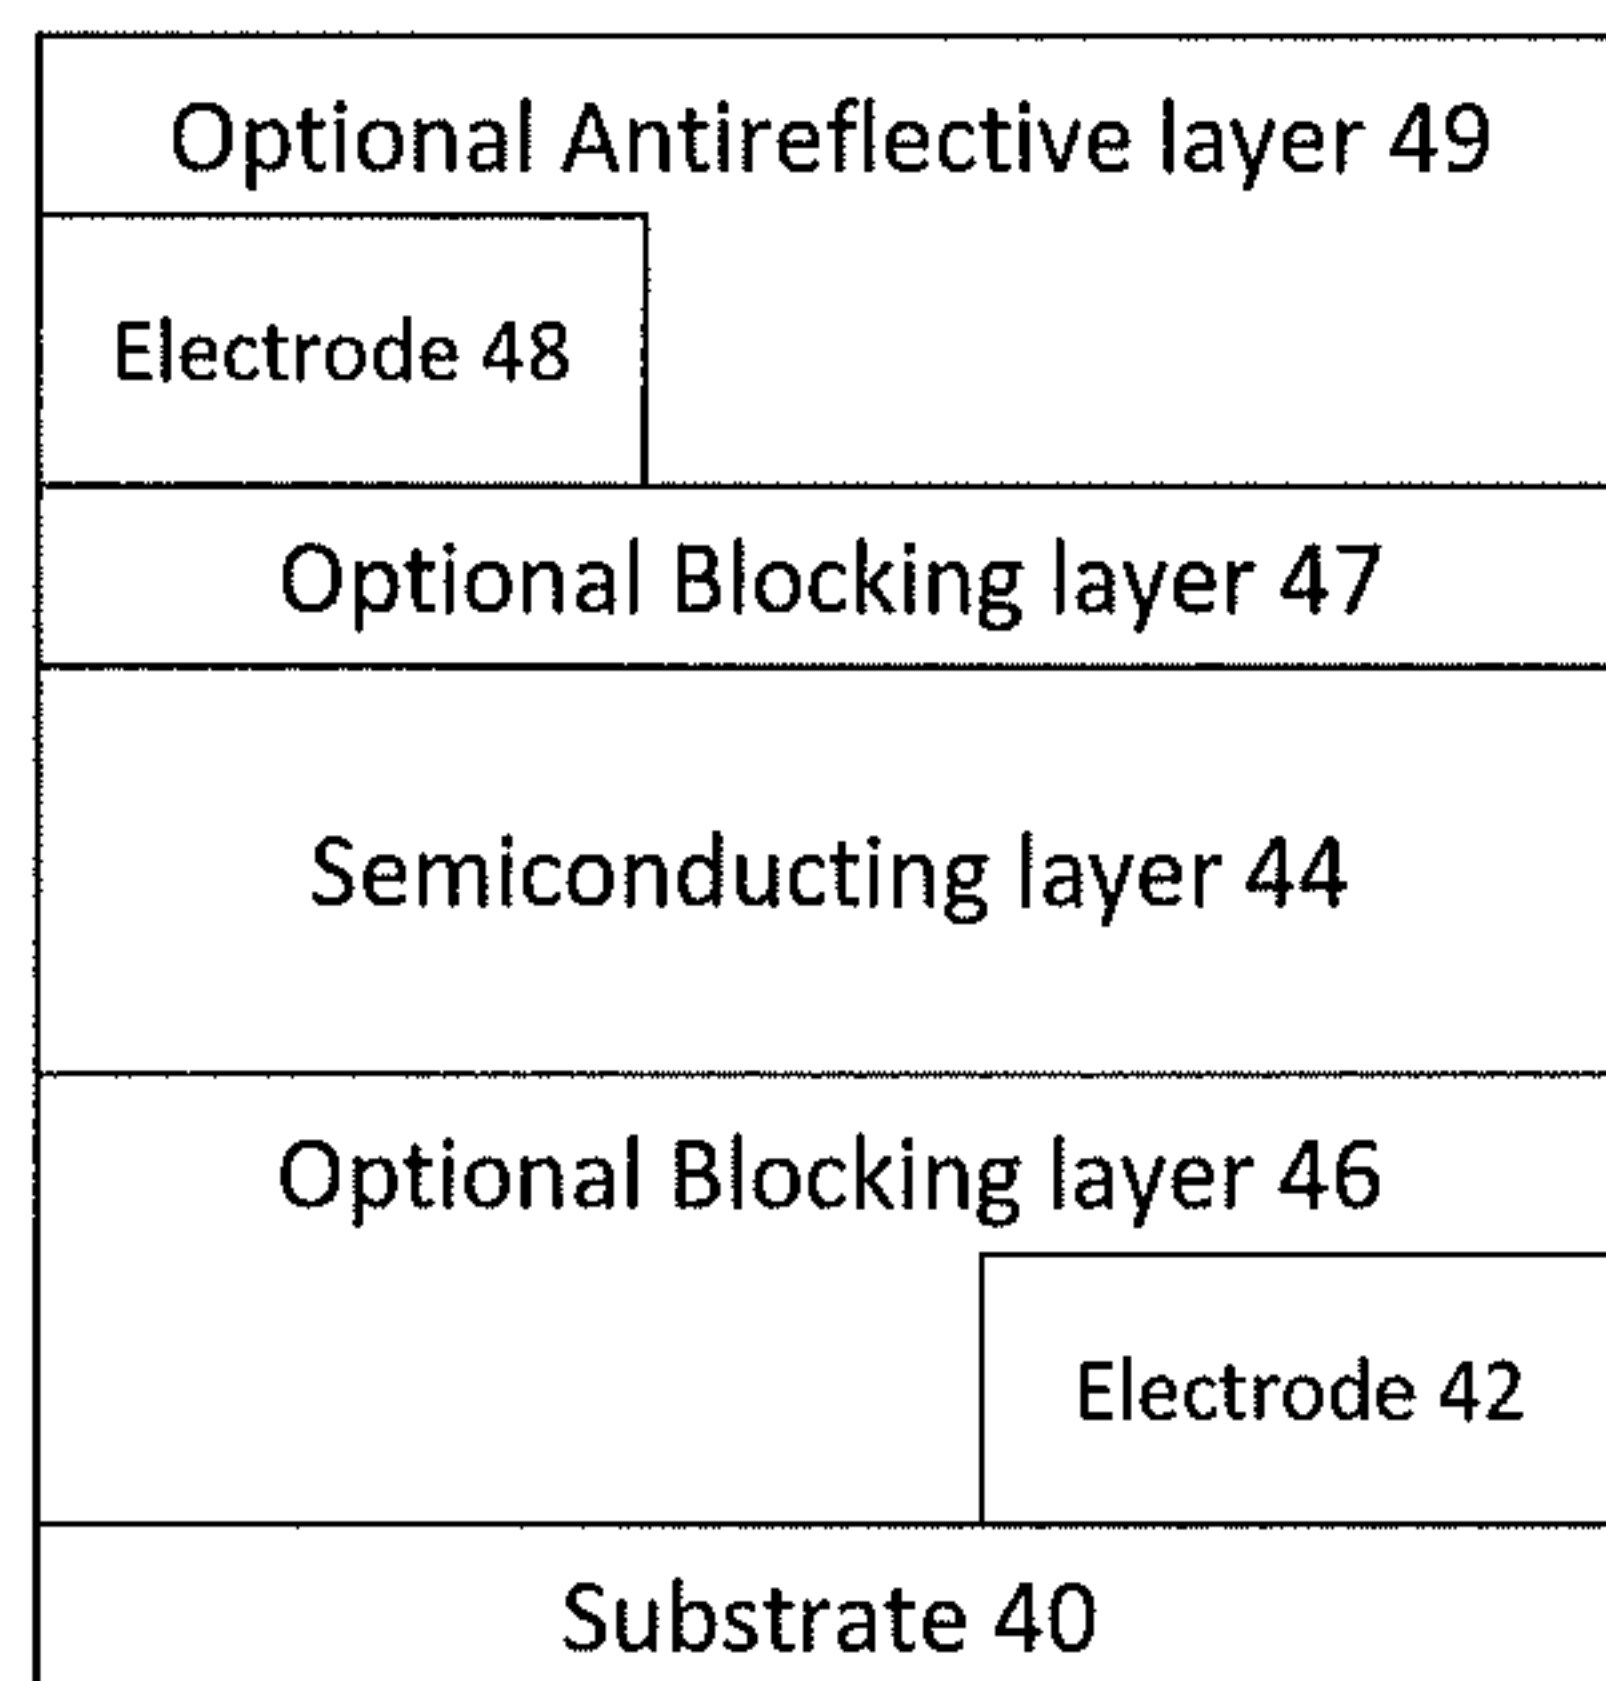 Optional Antireflective layer 49
Electrode 48
Optional Blocking layer 47
Semiconducting layer 44
Optional Blocking layer 46
Electrode 42
Substrate 40